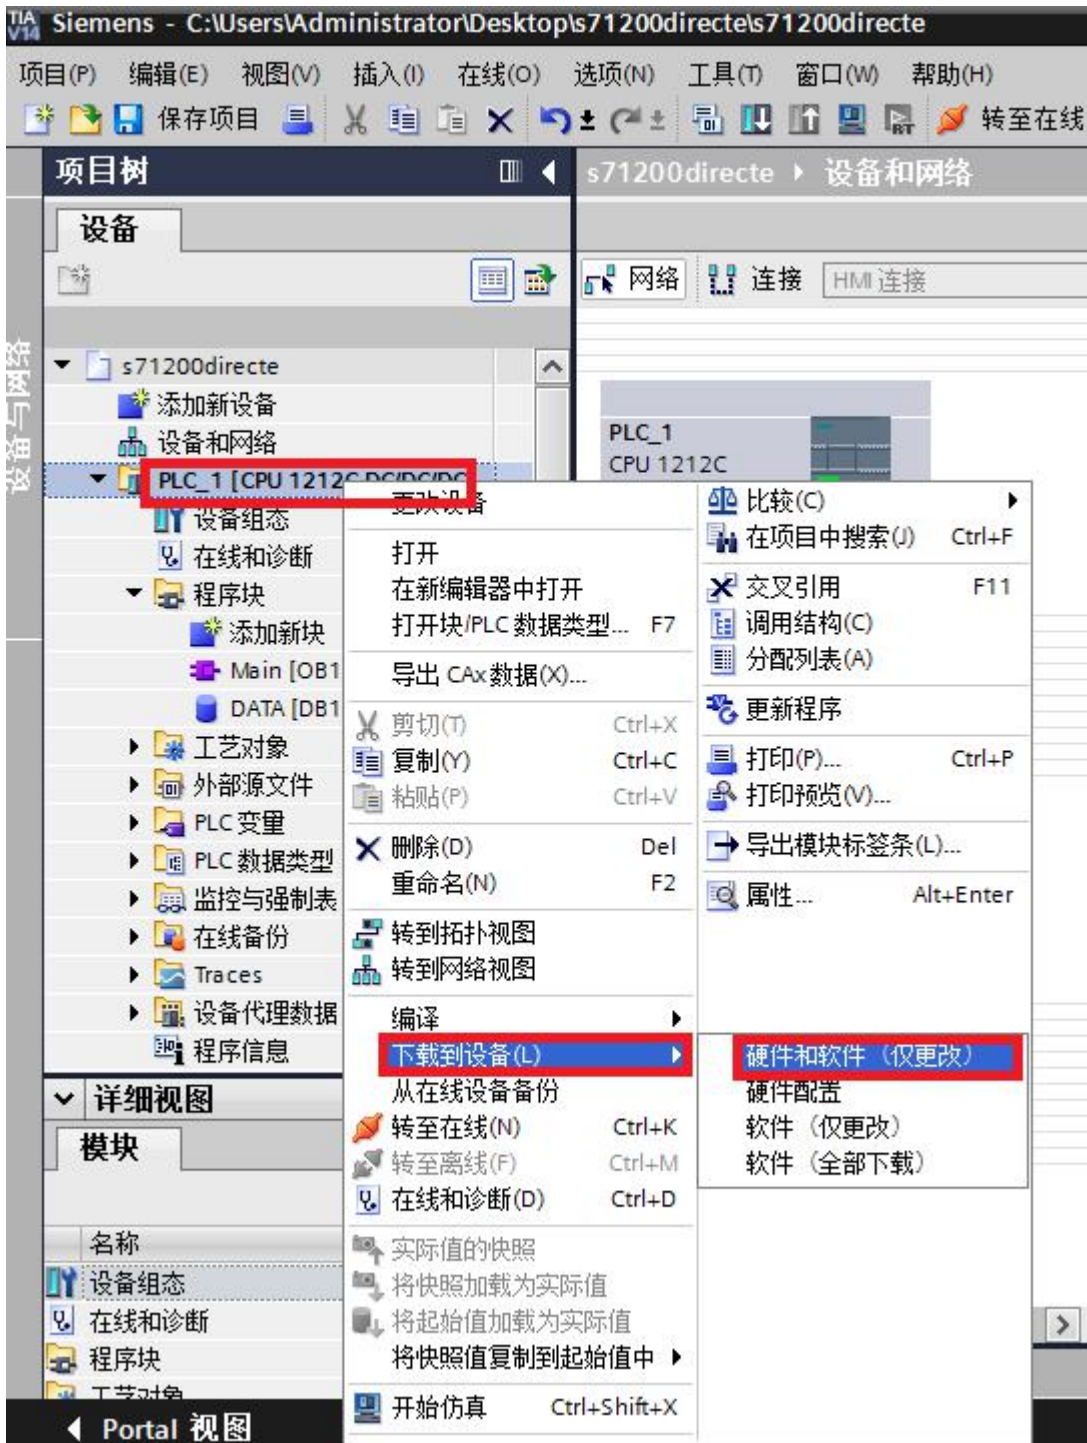 TIA V14 Siemens - C:\Users\Administrator\Desktop\s71200directe\s71200directe
项目(P) 编辑(E) 视图(V) 插入(I) 在线(O) 选项(N) 工具(T) 窗口(W) 帮助(H)
保存项目 转至在线
项目树
s71200directe 设备和网络
设备
网络 连接 HMI 连接
设备与网络
s71200directe
添加新设备
设备和网络
PLC_1 [CPU 1212C DC/DC/DC
设备组态
在线和诊断
程序块
添加新块
Main [OB1
DATA [DB1
工艺对象
外部源文件
PLC 变量
PLC 数据类型
监控与强制表
在线备份
Traces
设备代理数据
程序信息
详细视图
模块
名称
设备组态
在线和诊断
程序块
工艺对象
Portal 视图
PLC_1
CPU 1212C
更改设备
打开
在新编辑器中打开
打开块/PLC 数据类型... F7
导出 CAx 数据(X)...
剪切(T) Ctrl+X
复制(Y) Ctrl+C
粘贴(P) Ctrl+V
删除(D) Del
重命名(N) F2
转到拓扑视图
转到网络视图
编译
下载到设备(L)
从在线设备备份
转至在线(N) Ctrl+K
转至离线(F) Ctrl+M
在线和诊断(D) Ctrl+D
实际值的快照
将快照加载为实际值
将起始值加载为实际值
将快照值复制到起始值中
开始仿真 Ctrl+Shift+X
比较(C)
在项目中搜索(J) Ctrl+F
交叉引用 F11
调用结构(C)
分配列表(A)
更新程序
打印(P)... Ctrl+P
打印预览(V)...
导出模块标签条(L)...
属性... Alt+Enter
硬件和软件（仅更改）
硬件配置
软件（仅更改）
软件（全部下载）